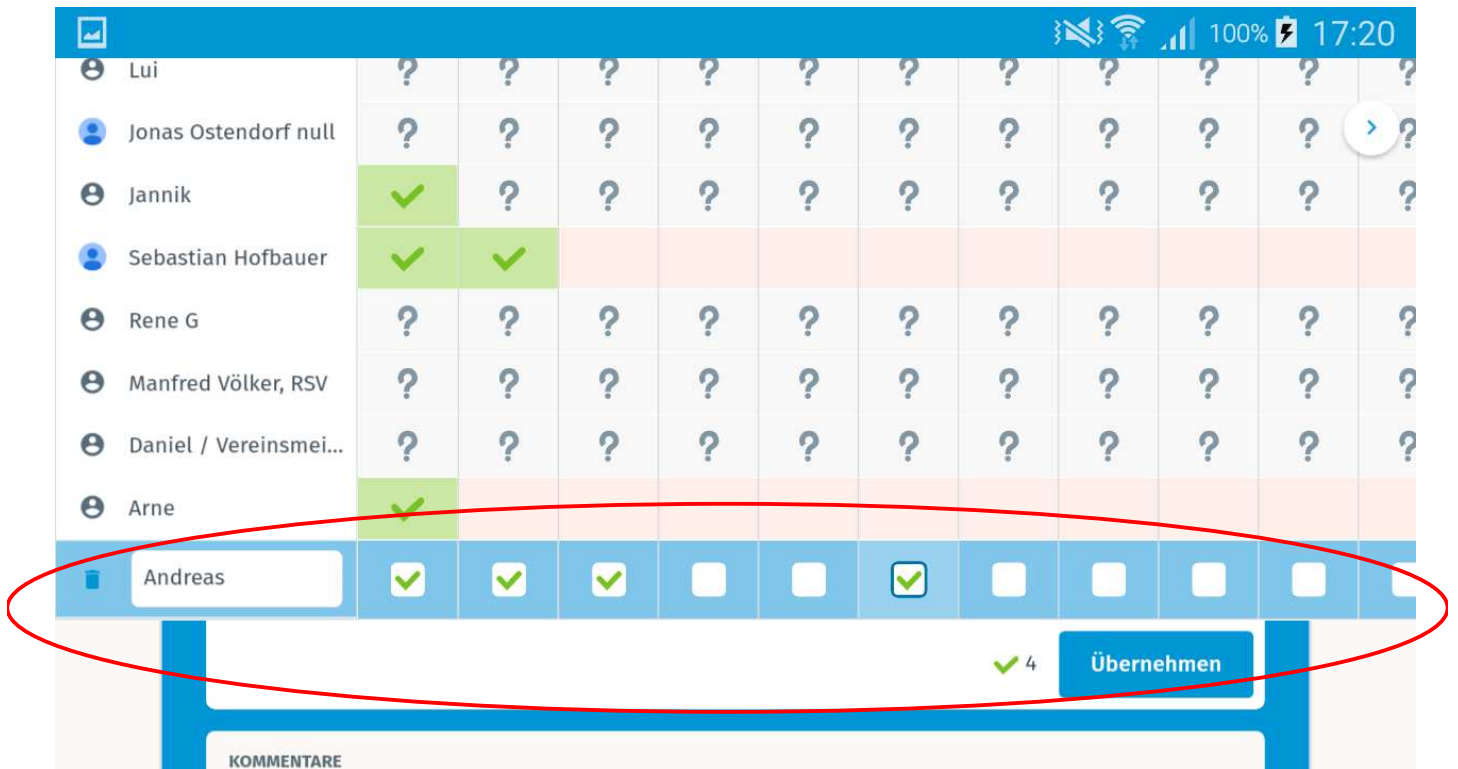 100% 17:20
Lui ? ? ? ? ? ? ? ? ? ? ?
Jonas Ostendorf null ? ? ? ? ? ? ? ? ? ? ?
Jannik ✓ ? ? ? ? ? ? ? ? ? ?
Sebastian Hofbauer ✓ ✓
Rene G ? ? ? ? ? ? ? ? ? ? ?
Manfred Völker, RSV ? ? ? ? ? ? ? ? ? ? ?
Daniel / Vereinsmei... ? ? ? ? ? ? ? ? ? ? ?
Arne ✓
Andreas ✓ ✓ ✓ ✓
✓ 4 Übernehmen
KOMMENTARE